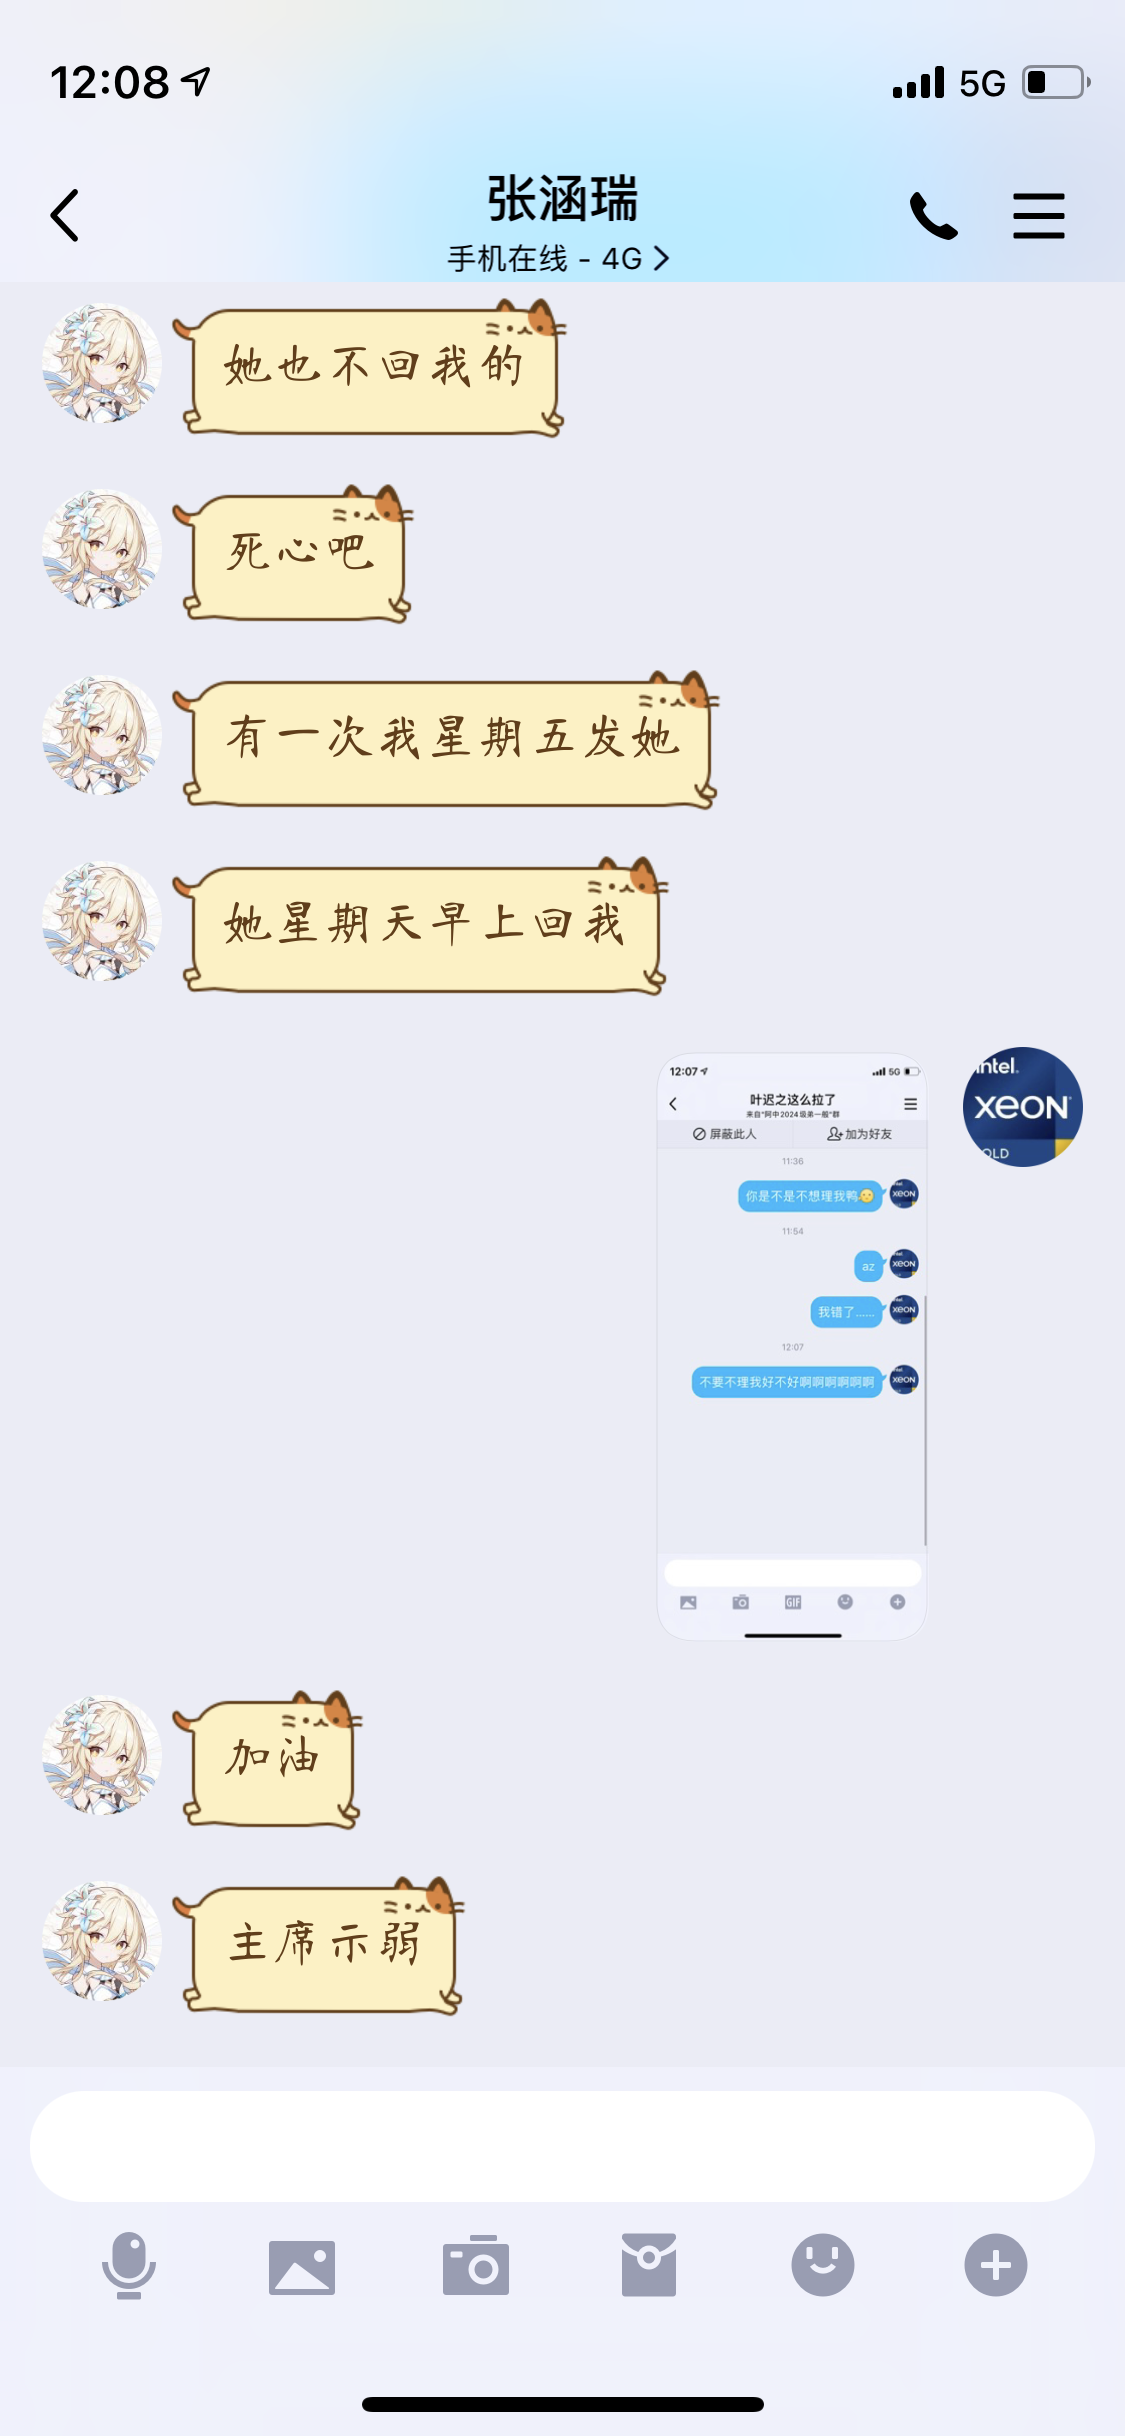 12:08
5G
张涵瑞
手机在线 - 4G
她也不回我的
死心吧
有一次我星期五发她
她星期天早上回我
intel.
xeon
OLD
12:07
5G
叶迟之这么拉了
来自"阿中2024级弟一般"群
屏蔽此人
加为好友
11:36
你是不是不想理我鸭
xeon
11:54
az
xeon
我错了......
xeon
12:07
不要不理我好不好啊啊啊啊啊啊
xeon
GIF
加油
主席示弱